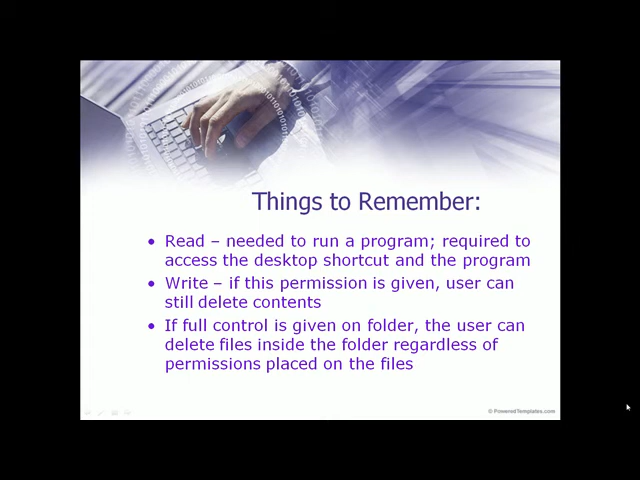 Things to Remember:
• Read – needed to run a program; required to
access the desktop shortcut and the program
• Write – if this permission is given, user can
still delete contents
• If full control is given on folder, the user can
delete files inside the folder regardless of
permissions placed on the files
© PoweredTemplates.com